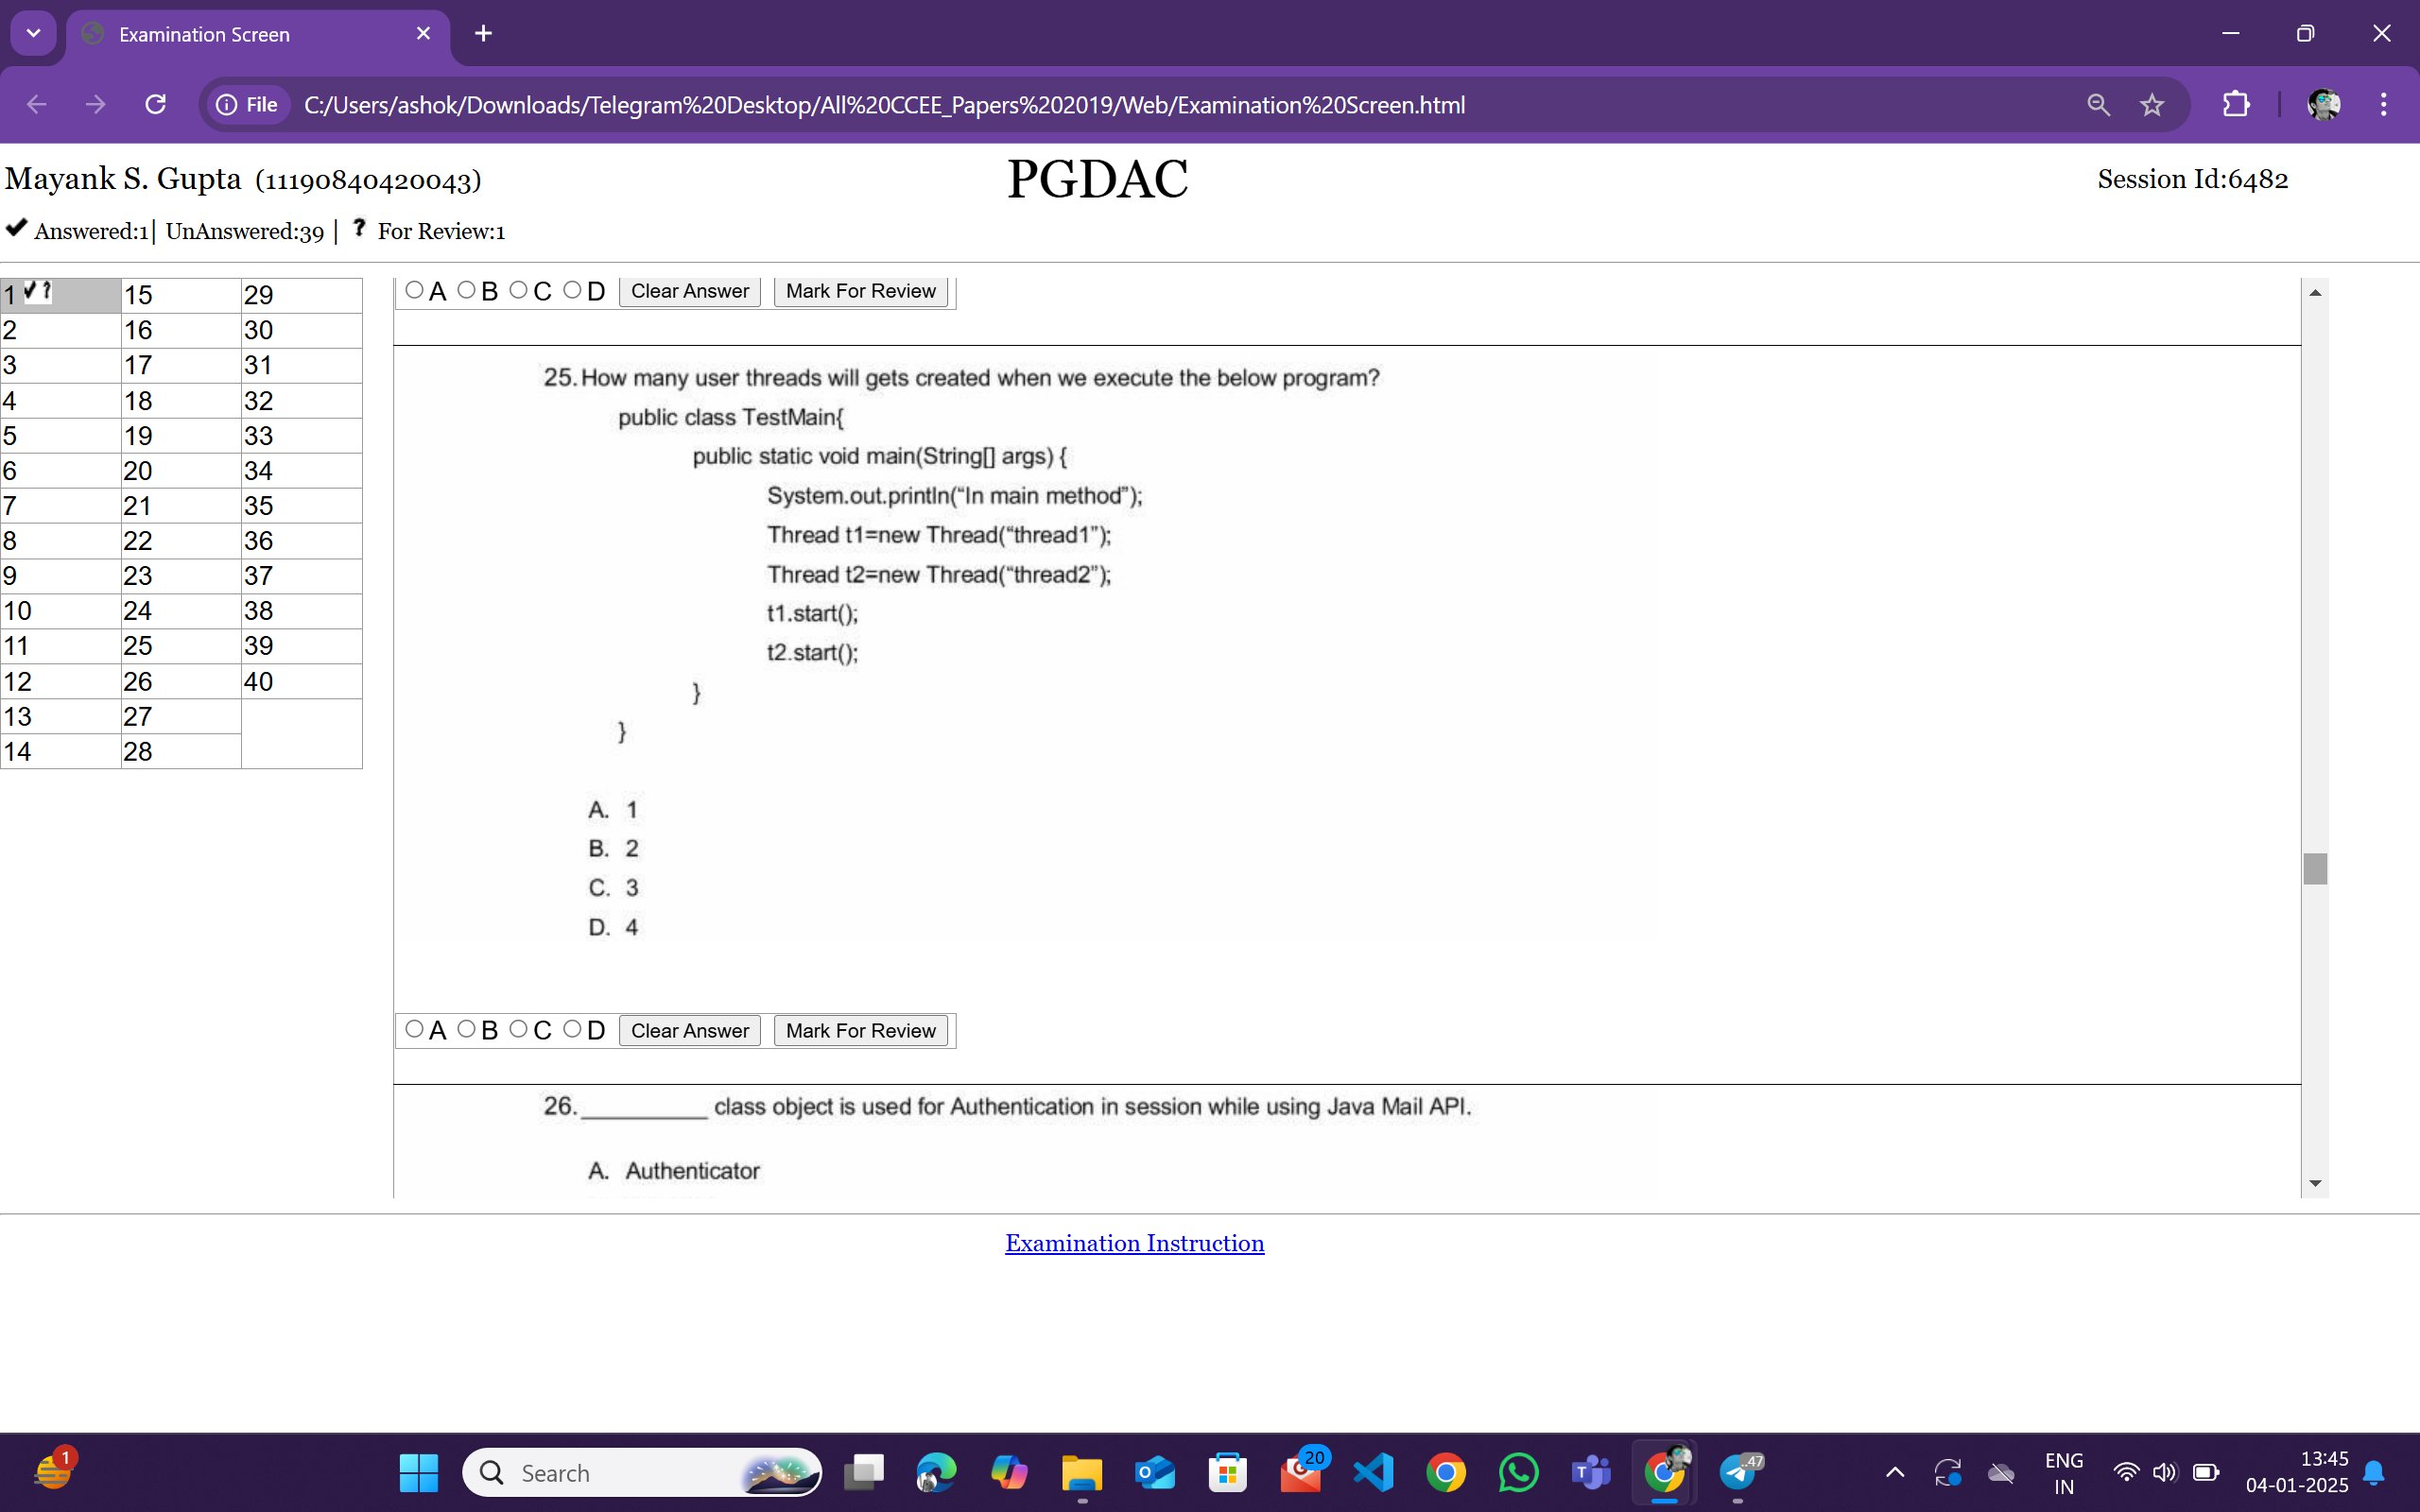 Examination Screen
File
C:/Users/ashok/Downloads/Telegram%20Desktop/All%20CCEE_Papers%202019/Web/Examination%20Screen.html
Mayank S. Gupta (11190840420043)
PGDAC
Session Id:6482
Answered:1| UnAnswered:39 | ? For Review:1
1 ? 15 29
2 16 30
3 17 31
4 18 32
5 19 33
6 20 34
7 21 35
8 22 36
9 23 37
10 24 38
11 25 39
12 26 40
13 27
14 28
A B C D Clear Answer Mark For Review
25. How many user threads will gets created when we execute the below program?
public class TestMain{
public static void main(String[] args) {
System.out.println(“In main method”);
Thread t1=new Thread(“thread1”);
Thread t2=new Thread(“thread2”);
t1.start();
t2.start();
}
}
A. 1
B. 2
C. 3
D. 4
A B C D Clear Answer Mark For Review
26. __________ class object is used for Authentication in session while using Java Mail API.
A. Authenticator
Examination Instruction
1
Search
20
..47
ENG
IN
13:45
04-01-2025